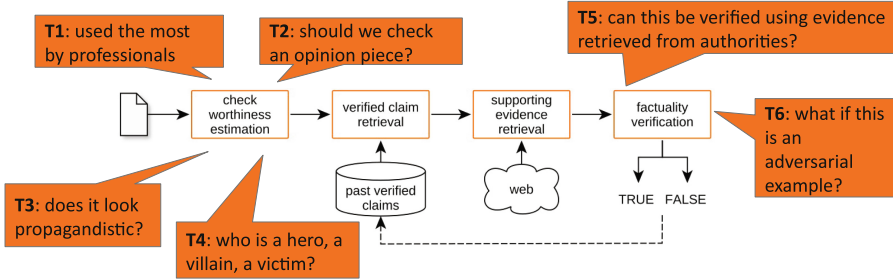 T1: used the most
by professionals
T2: should we check
an opinion piece?
T5: can this be verified using evidence
retrieved from authorities?
check
worthiness
estimation
verified claim
retrieval
supporting
evidence
retrieval
factuality
verification
T6: what if this
is an
adversarial
example?
T3: does it look
propagandistic?
T4: who is a hero, a
villain, a victim?
past verified
claims
web
TRUE FALSE